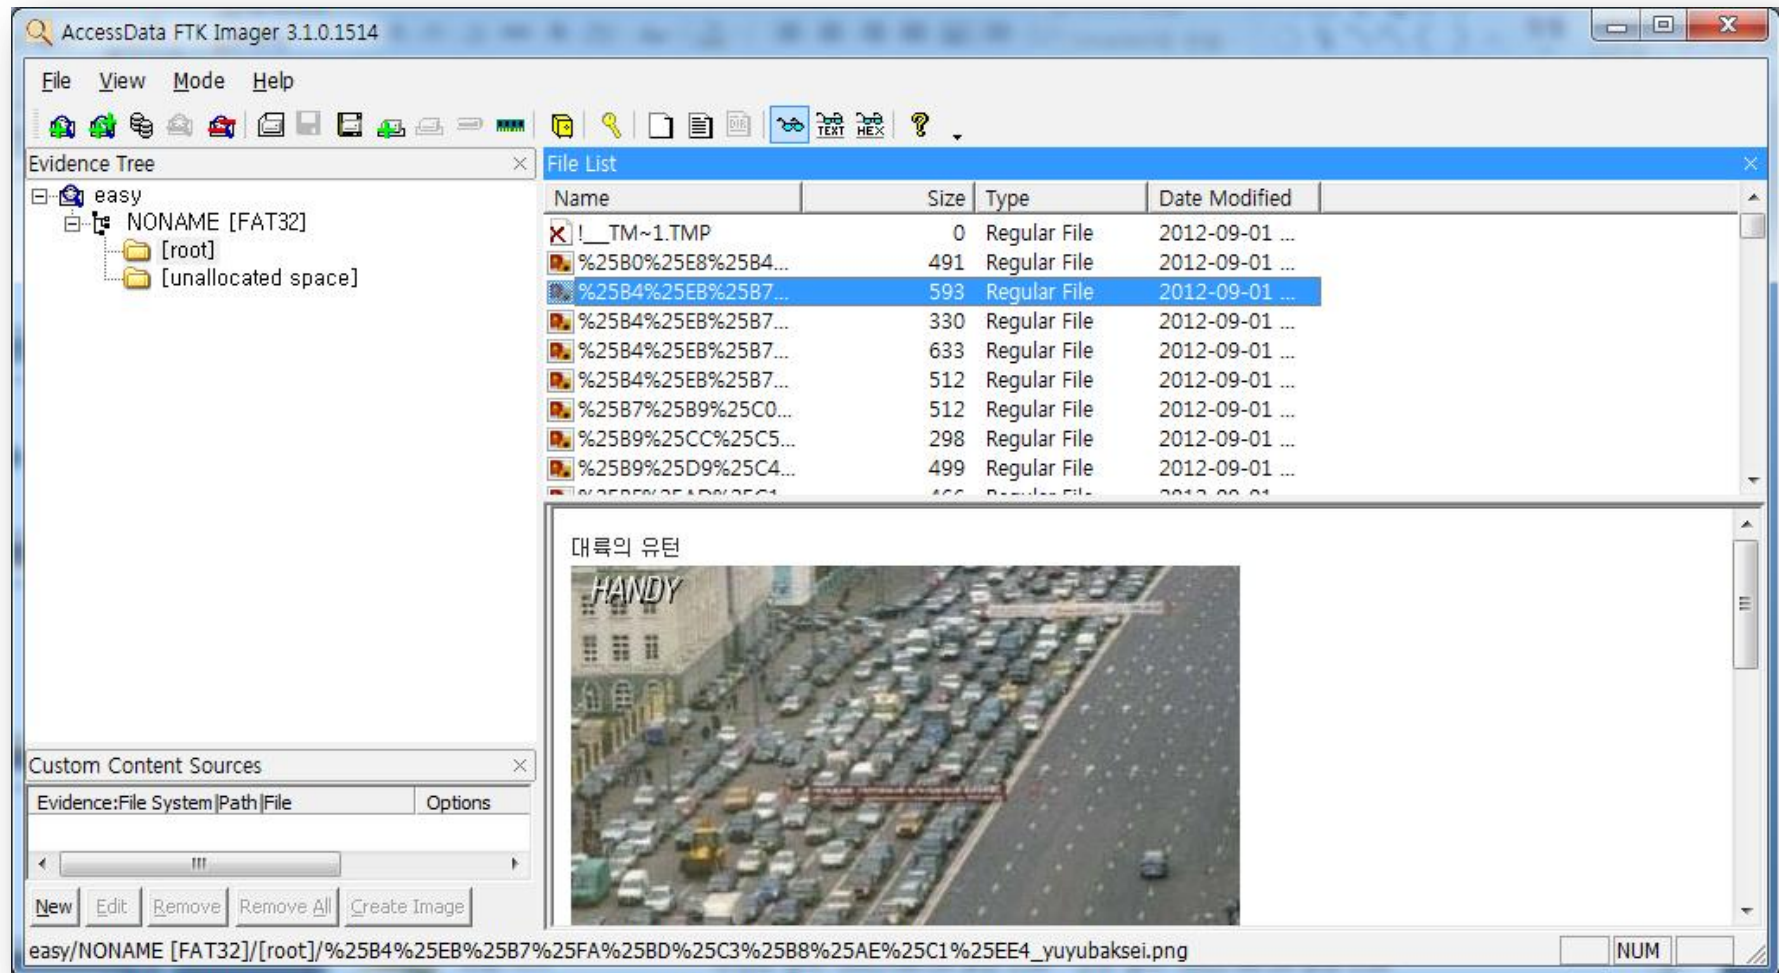 AccessData FTK Imager 3.1.0.1514
File View Mode Help
DIR TEXT HEX
Evidence Tree
easy
NONAME [FAT32]
[root]
[unallocated space]
File List
Name Size Type Date Modified
!__TM~1.TMP 0 Regular File 2012-09-01 ...
%25B0%25E8%25B4... 491 Regular File 2012-09-01 ...
%25B4%25EB%25B7... 593 Regular File 2012-09-01 ...
%25B4%25EB%25B7... 330 Regular File 2012-09-01 ...
%25B4%25EB%25B7... 633 Regular File 2012-09-01 ...
%25B4%25EB%25B7... 512 Regular File 2012-09-01 ...
%25B7%25B9%25C0... 512 Regular File 2012-09-01 ...
%25B9%25CC%25C5... 298 Regular File 2012-09-01 ...
%25B9%25D9%25C4... 499 Regular File 2012-09-01 ...
대륙의 유턴
HANDY
Custom Content Sources
Evidence:File System|Path|File Options
New Edit Remove Remove All Create Image
easy/NONAME [FAT32]/[root]/%25B4%25EB%25B7%25FA%25BD%25C3%25B8%25AE%25C1%25EE4_yuyubaksei.png NUM